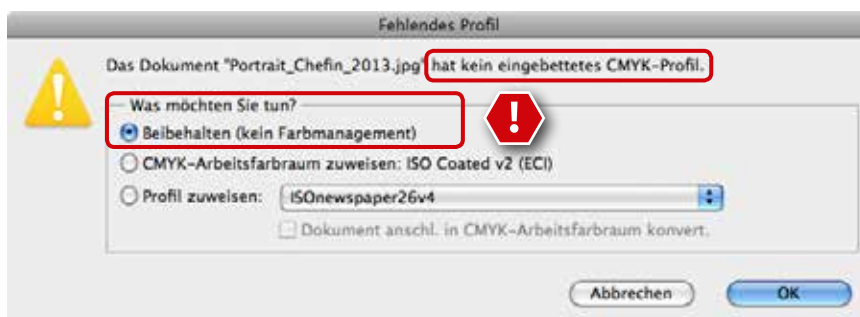 Fehlendes Profil
Das Dokument "Portrait_Chefin_2013.jpg" hat kein eingebettetes CMYK-Profil.
Was möchten Sie tun?
Beibehalten (kein Farbmanagement)
CMYK-Arbeitsfarbraum zuweisen: ISO Coated v2 (ECI)
Profil zuweisen: ISOnewspaper26v4
Dokument anschl. in CMYK-Arbeitsfarbraum konvert.
Abbrechen OK